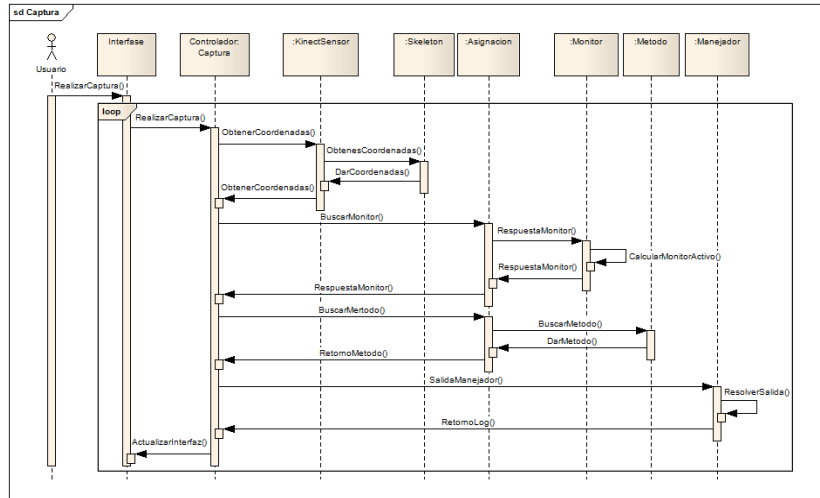 sd Captura
Usuario
Interfase
Controlador:
Captura
:KinectSensor
:Skeleton
:Asignacion
:Monitor
:Metodo
:Manejador
RealizarCaptura()
loop
RealizarCaptura()
ObtenerCoordenadas()
ObtenesCoordenadas()
DarCoordenadas()
ObtenerCoordenadas()
BuscarMonitor()
RespuestaMonitor()
CalcularMonitorActivo()
RespuestaMonitor()
RespuestaMonitor()
BuscarMertodo()
BuscarMetodo()
DarMetodo()
RetornoMetodo()
SalidaManejador()
ResolverSalida()
RetornoLog()
ActualizarInterfaz()